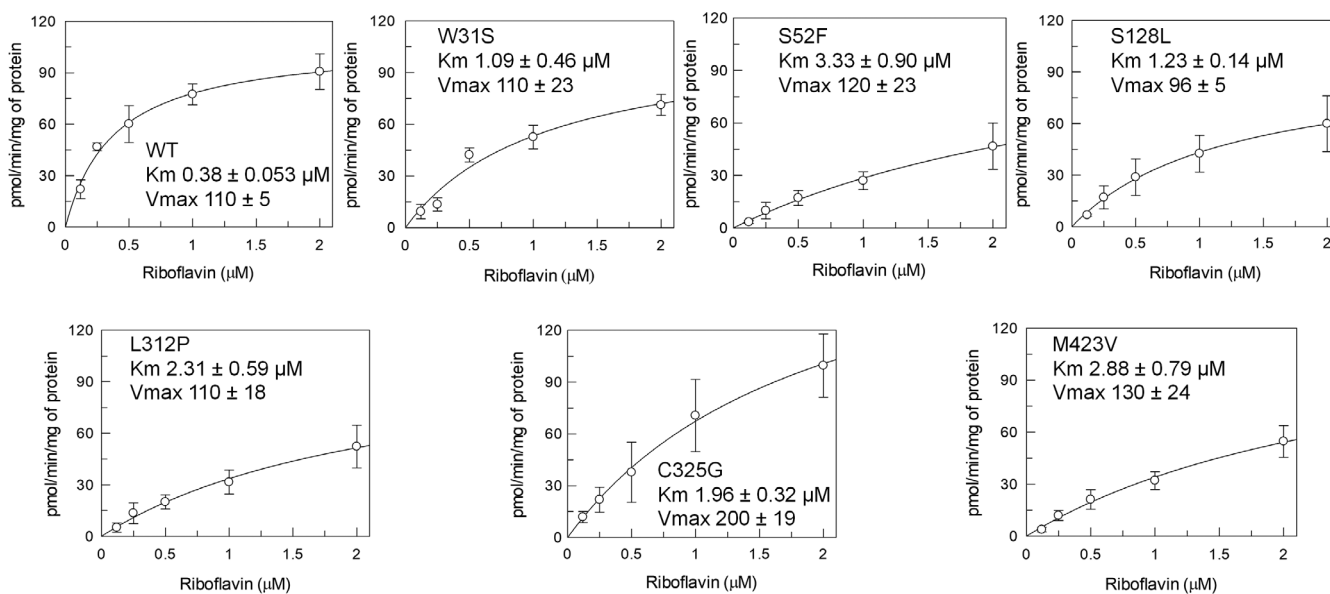 120
90
60
30
0
pmol/min/mg of protein
WT
Km 0.38 ± 0.053 µM
Vmax 110 ± 5
0 0.5 1 1.5 2
Riboflavin (μM)
120
90
60
30
0
pmol/min/mg of protein
W31S
Km 1.09 ± 0.46 µM
Vmax 110 ± 23
0 0.5 1 1.5 2
Riboflavin (μM)
120
90
60
30
0
pmol/min/mg of protein
S52F
Km 3.33 ± 0.90 µM
Vmax 120 ± 23
0 0.5 1 1.5 2
Riboflavin (μM)
120
90
60
30
0
pmol/min/mg of protein
S128L
Km 1.23 ± 0.14 µM
Vmax 96 ± 5
0 0.5 1 1.5 2
Riboflavin (μM)
120
90
60
30
0
pmol/min/mg of protein
L312P
Km 2.31 ± 0.59 µM
Vmax 110 ± 18
0 0.5 1 1.5 2
Riboflavin (μM)
120
90
60
30
0
pmol/min/mg of protein
C325G
Km 1.96 ± 0.32 µM
Vmax 200 ± 19
0 0.5 1 1.5 2
Riboflavin (μM)
120
90
60
30
0
pmol/min/mg of protein
M423V
Km 2.88 ± 0.79 µM
Vmax 130 ± 24
0 0.5 1 1.5 2
Riboflavin (μM)